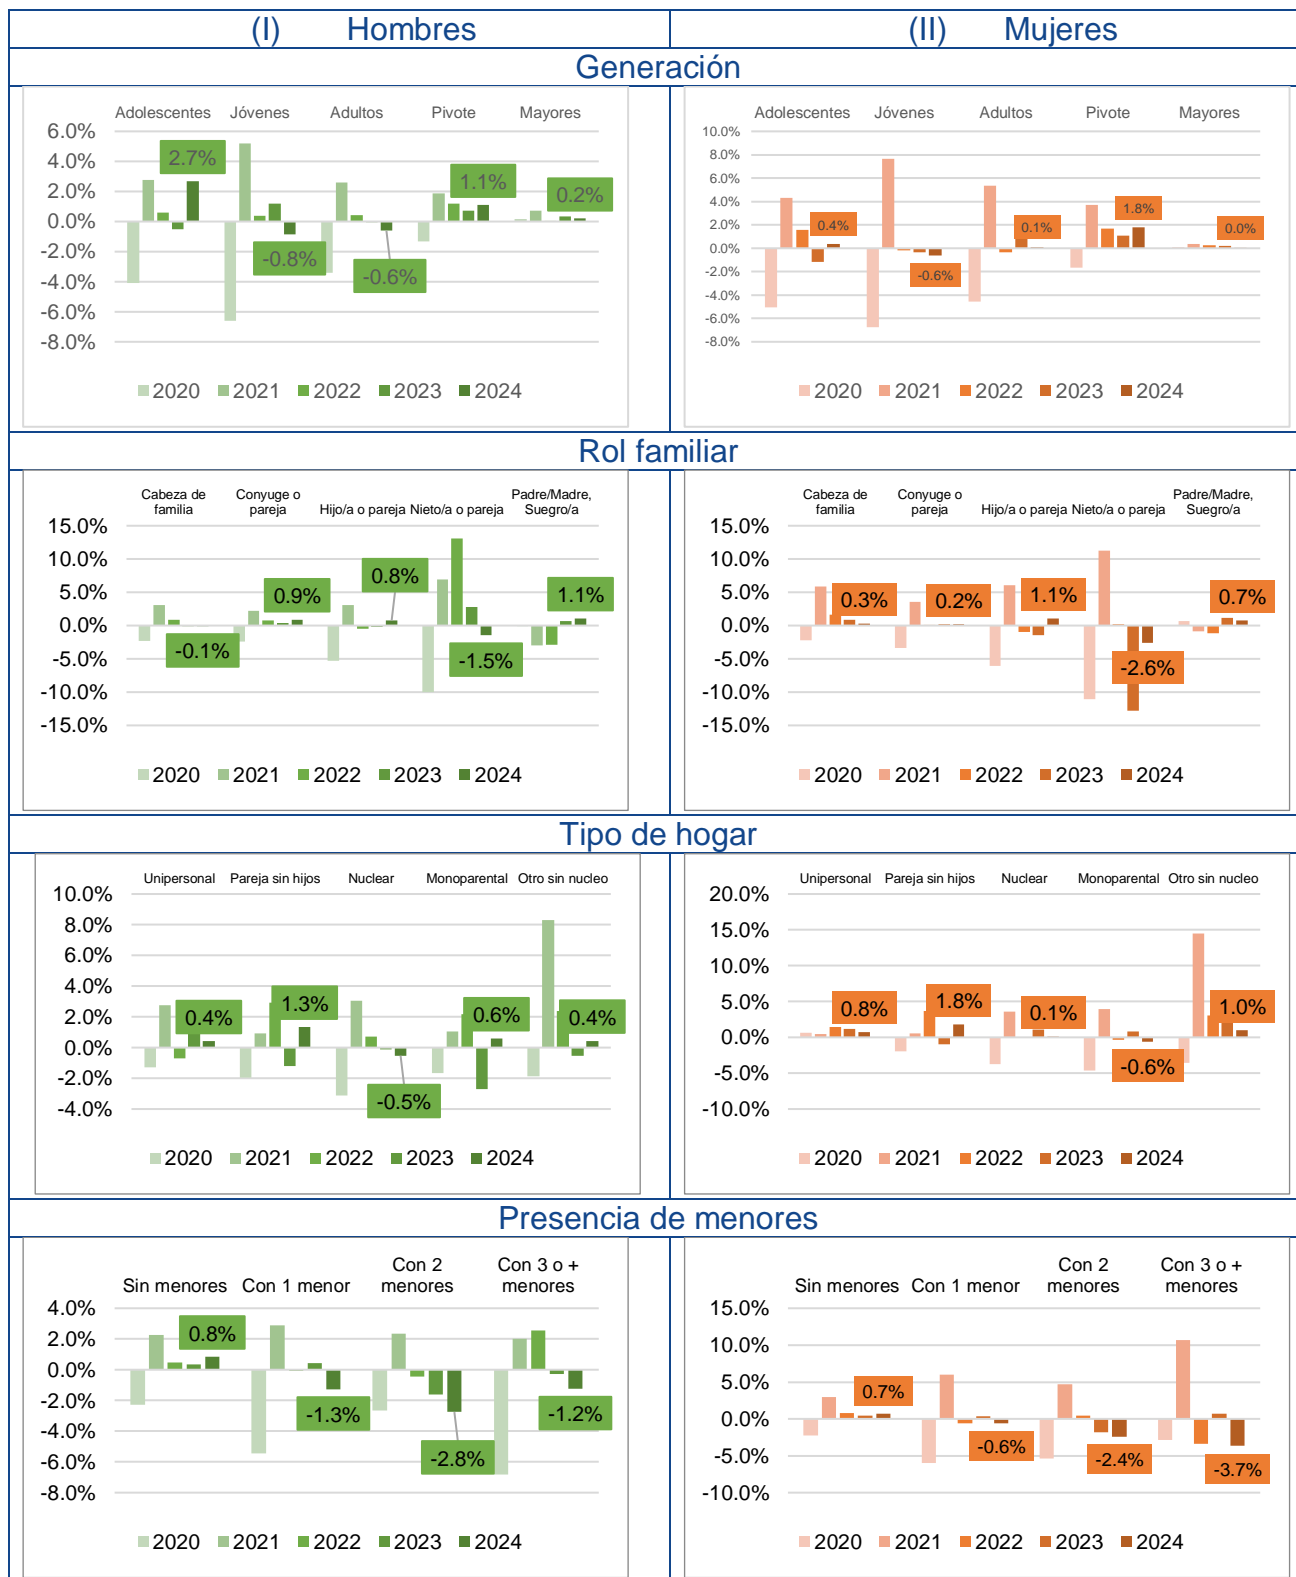 (I) Hombres
(II) Mujeres
Generación
Adolescentes Jóvenes Adultos Pivote Mayores
6.0%
4.0%
2.0%
0.0%
-2.0%
-4.0%
-6.0%
-8.0%
2.7%
-0.8%
-0.6%
1.1%
0.2%
2020 2021 2022 2023 2024
Adolescentes Jóvenes Adultos Pivote Mayores
10.0%
8.0%
6.0%
4.0%
2.0%
0.0%
-2.0%
-4.0%
-6.0%
-8.0%
0.4%
-0.6%
0.1%
1.8%
0.0%
2020 2021 2022 2023 2024
Rol familiar
Cabeza de familia
Conyuge o pareja
Hijo/a o pareja
Nieto/a o pareja
Padre/Madre, Suegro/a
15.0%
10.0%
5.0%
0.0%
-5.0%
-10.0%
-15.0%
-0.1%
0.9%
0.8%
-1.5%
1.1%
2020 2021 2022 2023 2024
Cabeza de familia
Conyuge o pareja
Hijo/a o pareja
Nieto/a o pareja
Padre/Madre, Suegro/a
15.0%
10.0%
5.0%
0.0%
-5.0%
-10.0%
-15.0%
0.3%
0.2%
1.1%
-2.6%
0.7%
2020 2021 2022 2023 2024
Tipo de hogar
Unipersonal Pareja sin hijos Nuclear Monoparental Otro sin nucleo
10.0%
8.0%
6.0%
4.0%
2.0%
0.0%
-2.0%
-4.0%
0.4%
1.3%
-0.5%
0.6%
0.4%
2020 2021 2022 2023 2024
Unipersonal Pareja sin hijos Nuclear Monoparental Otro sin nucleo
20.0%
15.0%
10.0%
5.0%
0.0%
-5.0%
-10.0%
0.8%
1.8%
0.1%
-0.6%
1.0%
2020 2021 2022 2023 2024
Presencia de menores
Sin menores
Con 1 menor
Con 2 menores
Con 3 o + menores
4.0%
2.0%
0.0%
-2.0%
-4.0%
-6.0%
-8.0%
0.8%
-1.3%
-2.8%
-1.2%
2020 2021 2022 2023 2024
Sin menores
Con 1 menor
Con 2 menores
Con 3 o + menores
15.0%
10.0%
5.0%
0.0%
-5.0%
-10.0%
0.7%
-0.6%
-2.4%
-3.7%
2020 2021 2022 2023 2024